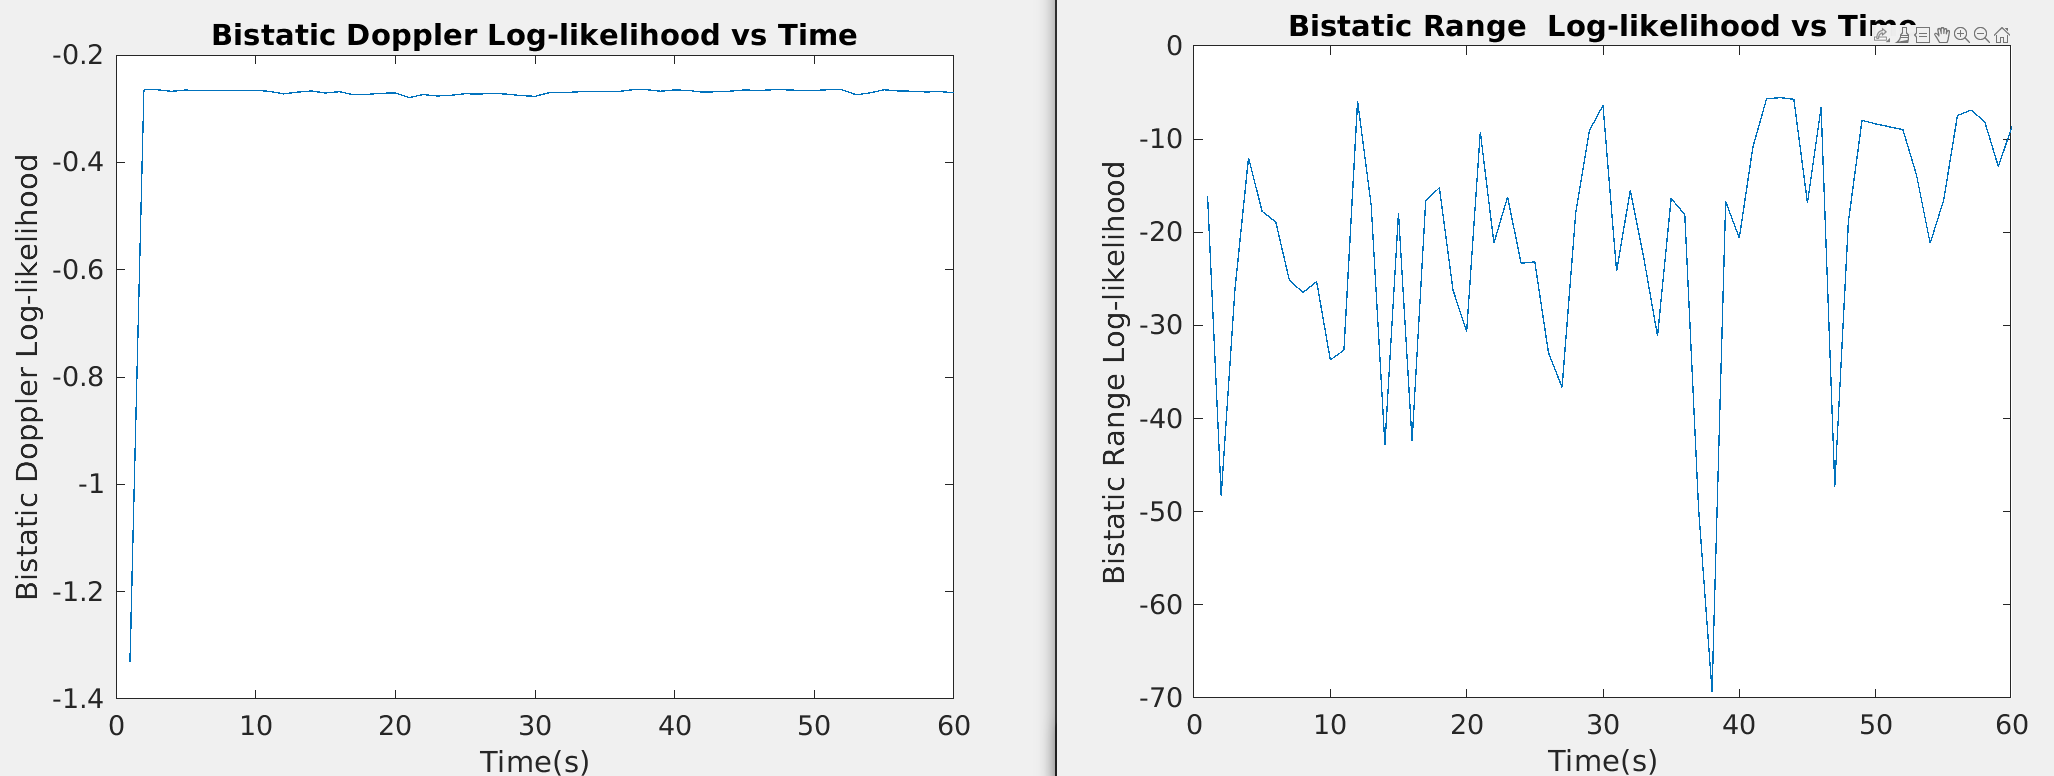 Bistatic Doppler Log-likelihood vs Time
-0.2
-0.4
-0.6
-0.8
-1
-1.2
-1.4
Bistatic Doppler Log-likelihood
0 10 20 30 40 50 60
Time(s)
Bistatic Range Log-likelihood vs Time
0
-10
-20
-30
-40
-50
-60
-70
Bistatic Range Log-likelihood
0 10 20 30 40 50 60
Time(s)